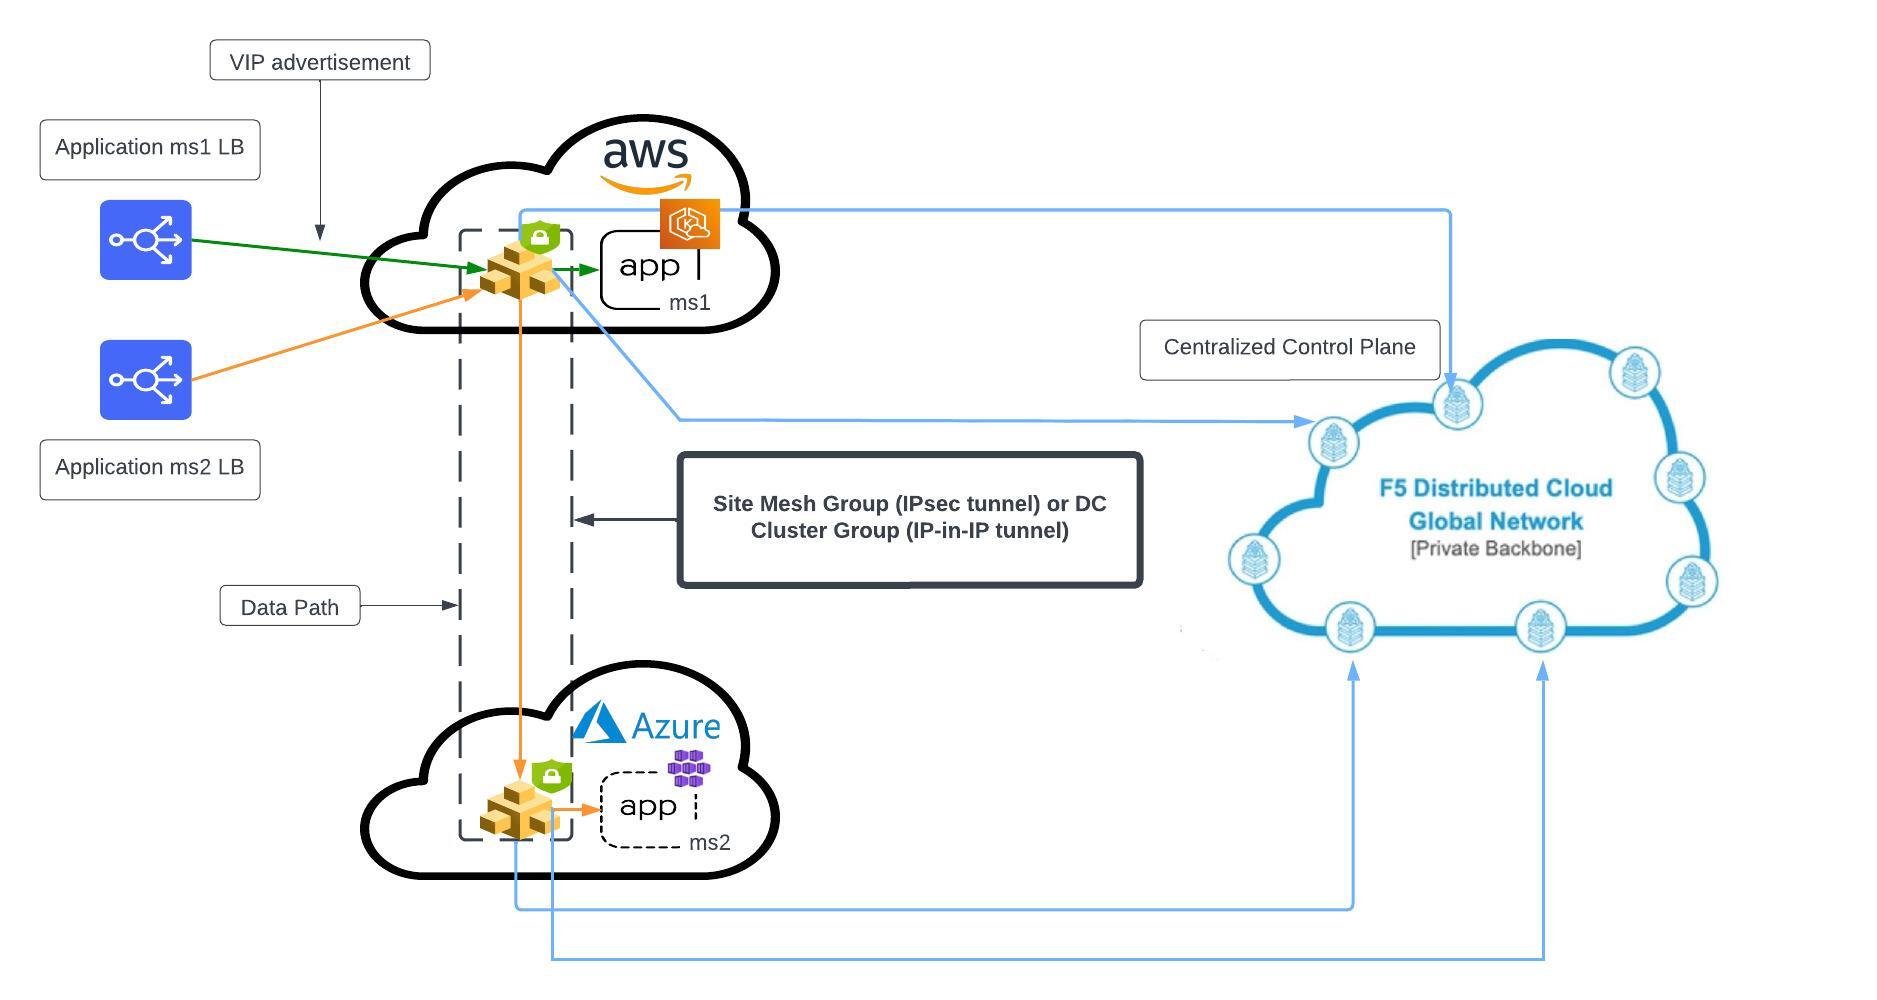 VIP advertisement
Application ms1 LB
aws
app
ms1
Centralized Control Plane
Application ms2 LB
F5 Distributed Cloud
Global Network
[Private Backbone]
Site Mesh Group (IPsec tunnel) or DC
Cluster Group (IP-in-IP tunnel)
Data Path
Azure
app
ms2